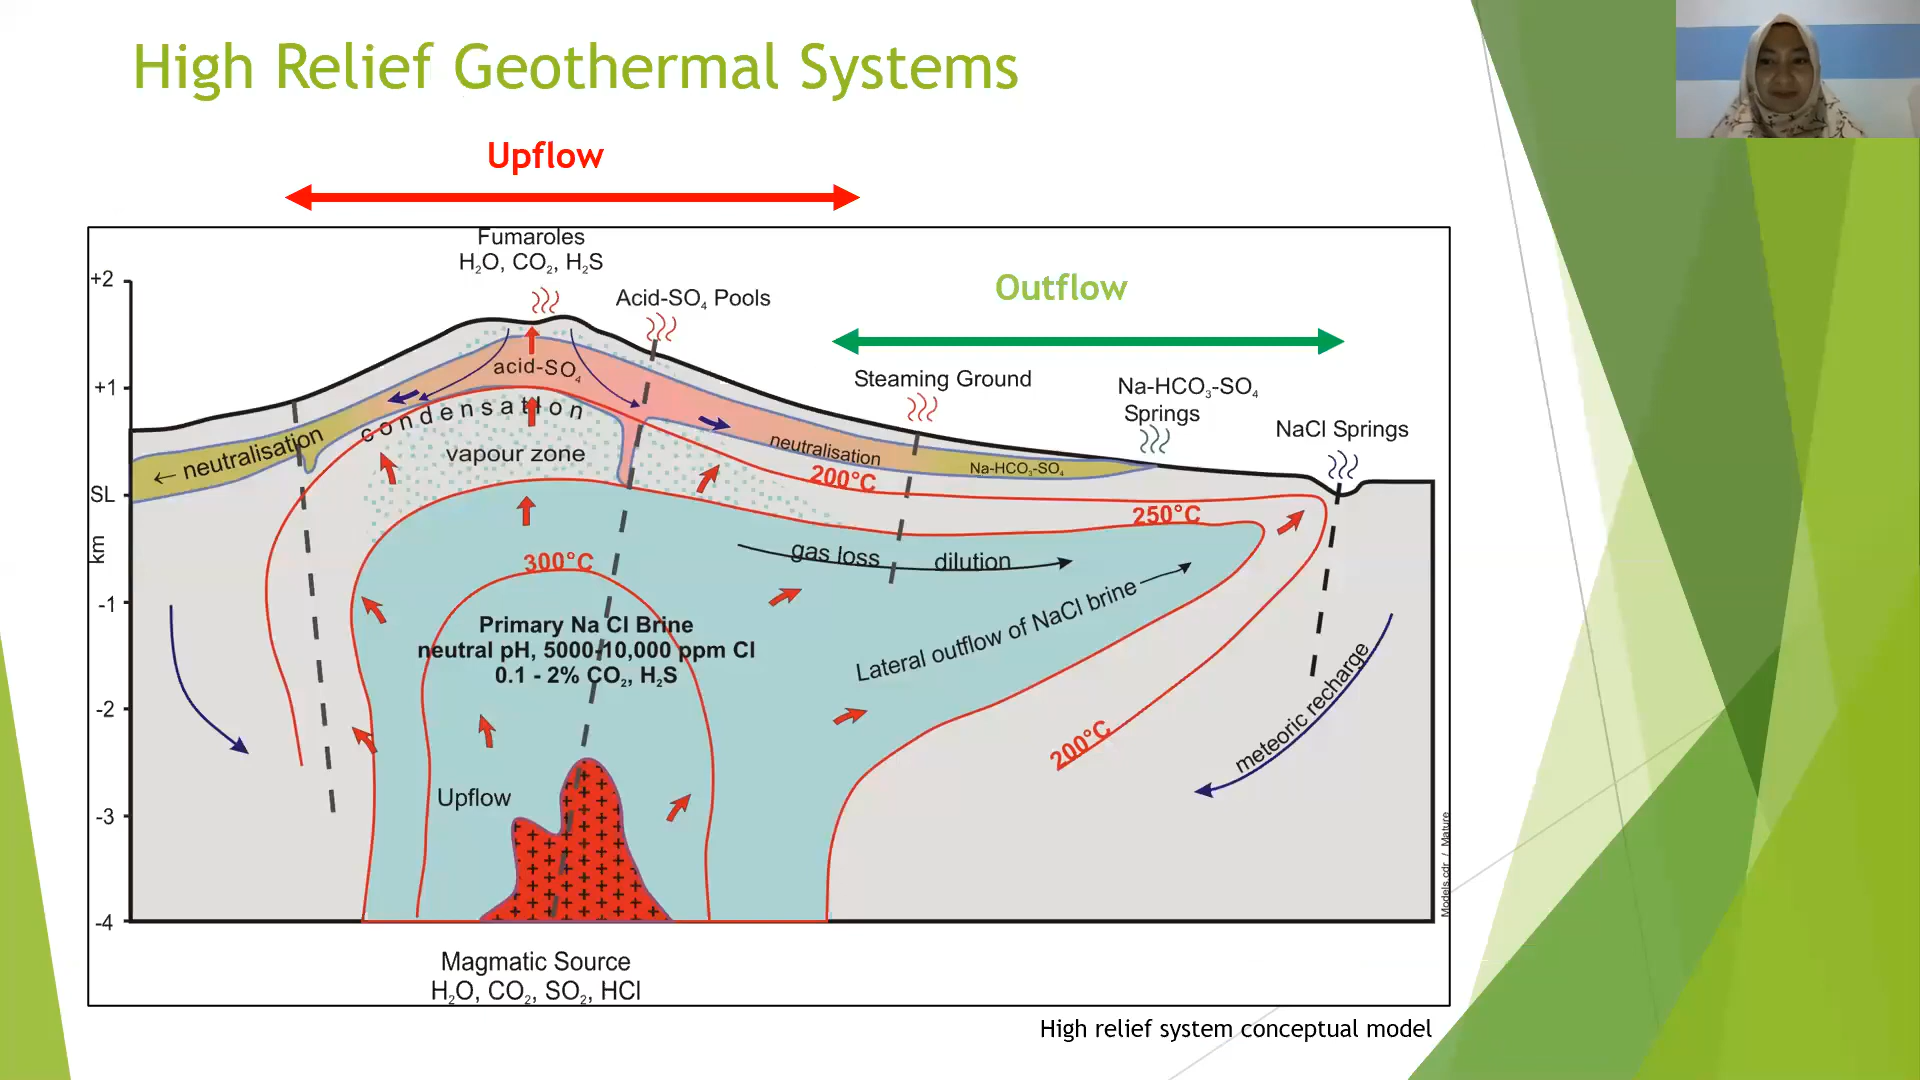 High Relief Geothermal Systems
Upflow
Fumaroles
H₂O, CO₂, H₂S
Acid-SO₄ Pools
Outflow
Steaming Ground
Na-HCO₃-SO₄
Springs
NaCl Springs
+2
+1
SL
km
-1
-2
-3
-4
acid-SO₄
condensation
vapour zone
← neutralisation
neutralisation
Na-HCO₃-SO₄
200°C
250°C
300°C
gas loss
dilution
Primary Na Cl Brine
neutral pH, 5000-10,000 ppm Cl
0.1 - 2% CO₂, H₂S
Lateral outflow of NaCl brine
200°C
meteoric recharge
Upflow
Models.cdr / Mature
Magmatic Source
H₂O, CO₂, SO₂, HCl
High relief system conceptual model